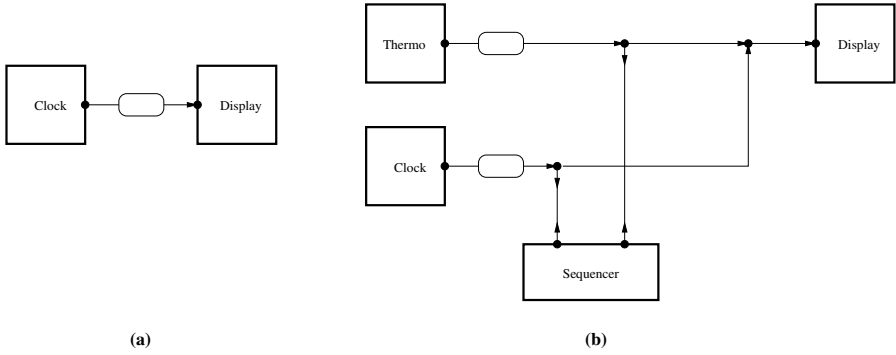 Clock
Display
(a)
Thermo
Display
Clock
Sequencer
(b)